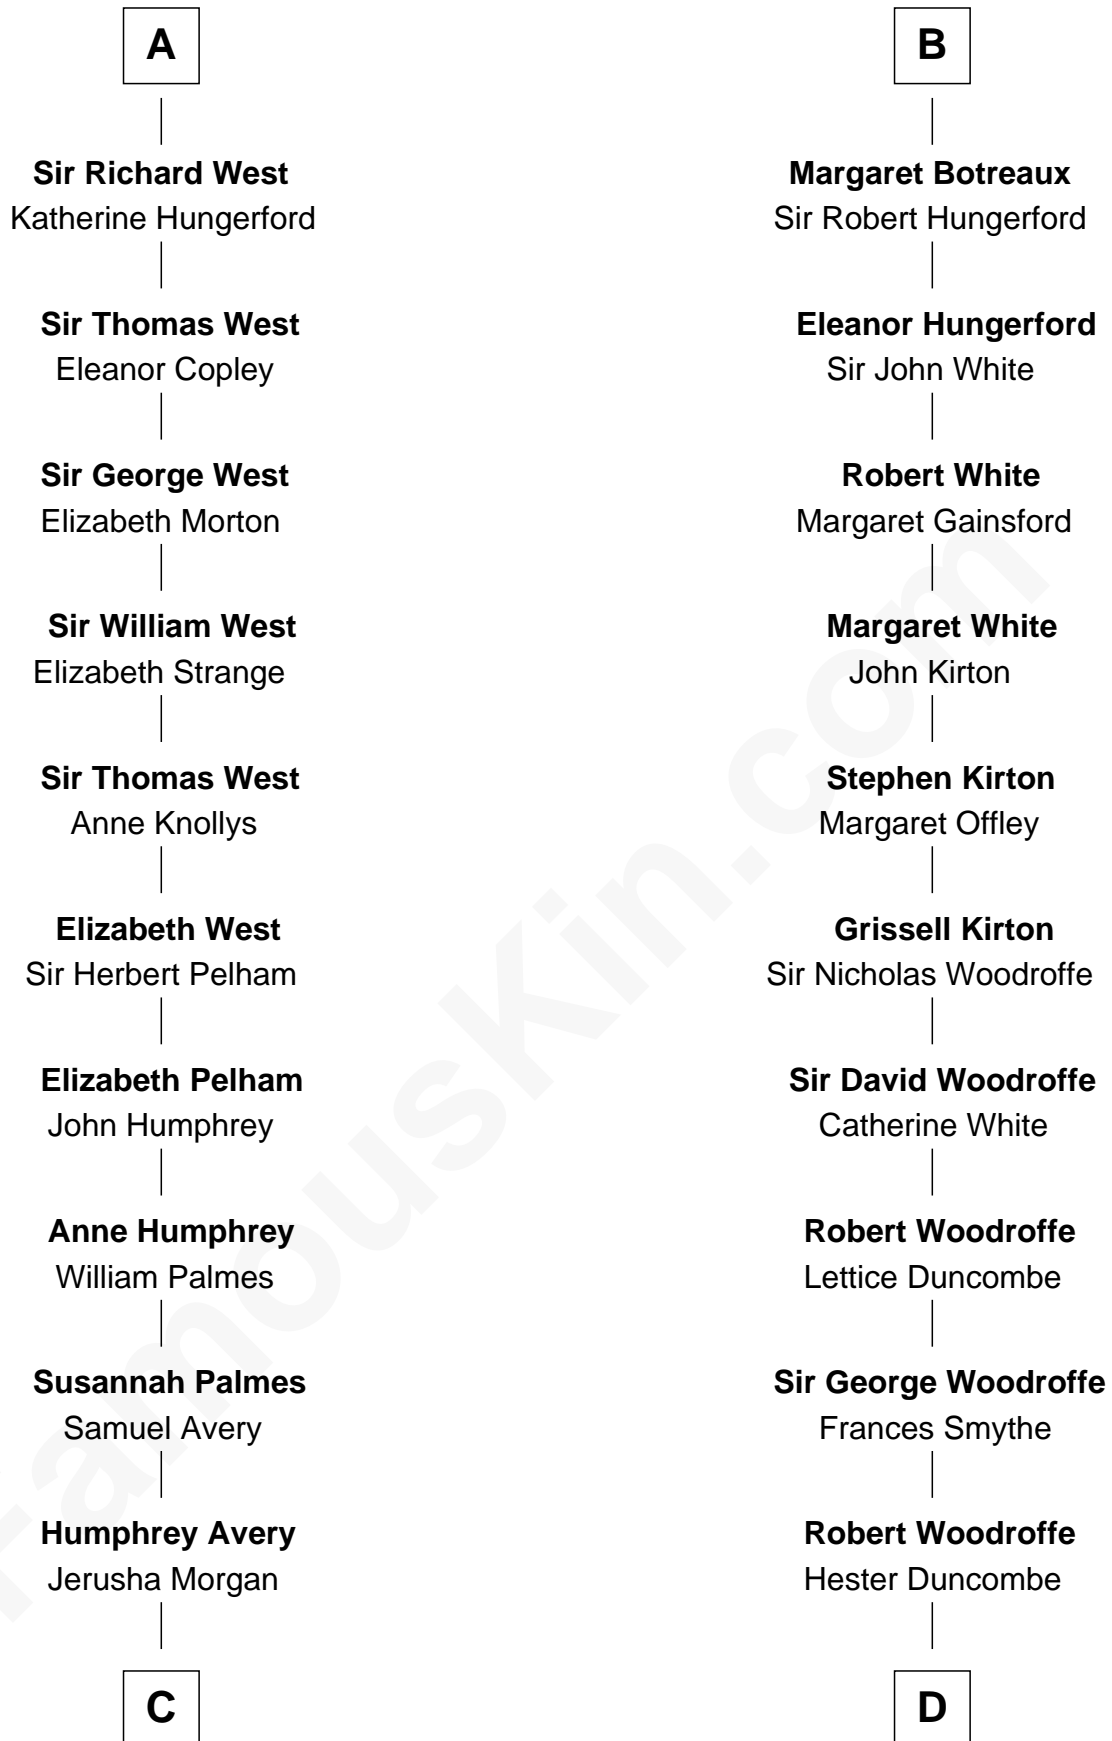 A
Sir Richard West
Katherine Hungerford
Sir Thomas West
Eleanor Copley
Sir George West
Elizabeth Morton
Sir William West
Elizabeth Strange
Sir Thomas West
Anne Knollys
Elizabeth West
Sir Herbert Pelham
Elizabeth Pelham
John Humphrey
Anne Humphrey
William Palmes
Susannah Palmes
Samuel Avery
Humphrey Avery
Jerusha Morgan
C
B
Margaret Botreaux
Sir Robert Hungerford
Eleanor Hungerford
Sir John White
Robert White
Margaret Gainsford
Margaret White
John Kirton
Stephen Kirton
Margaret Offley
Grissell Kirton
Sir Nicholas Woodroffe
Sir David Woodroffe
Catherine White
Robert Woodroffe
Lettice Duncombe
Sir George Woodroffe
Frances Smythe
Robert Woodroffe
Hester Duncombe
D
FamousKin.com